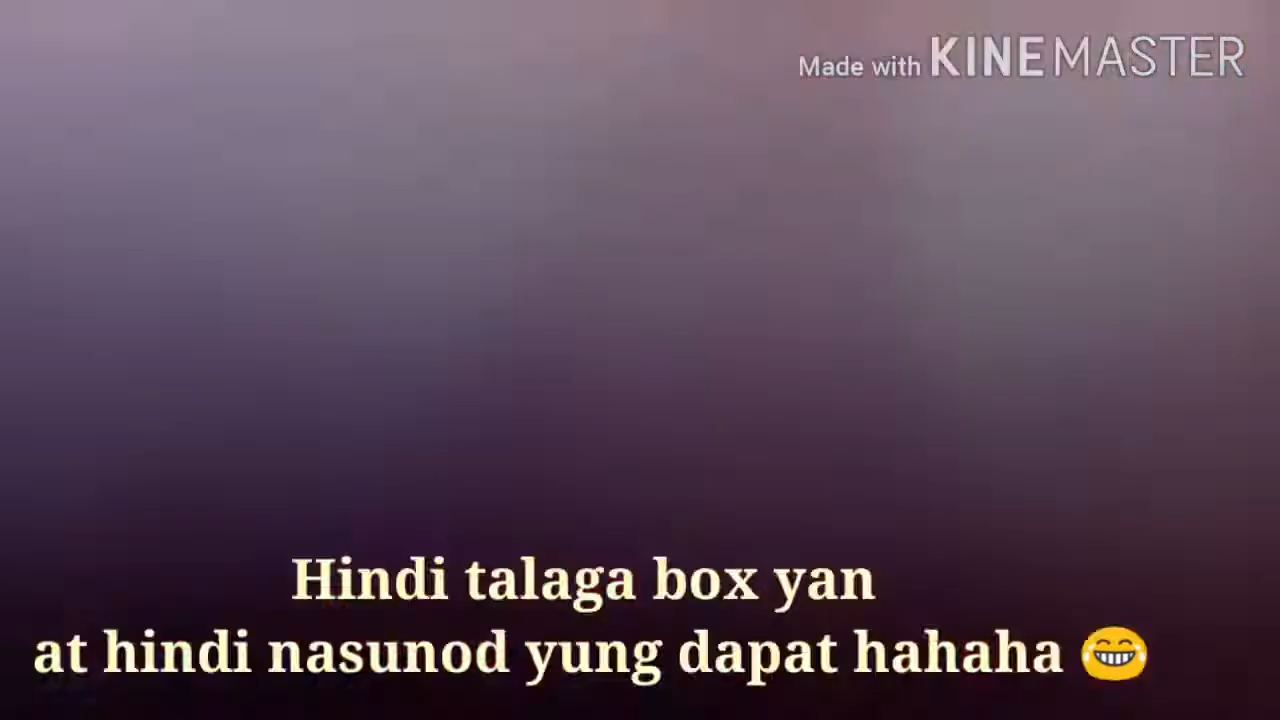 Made with KINEMASTER
Hindi talaga box yan
at hindi nasunod yung dapat hahaha 😂